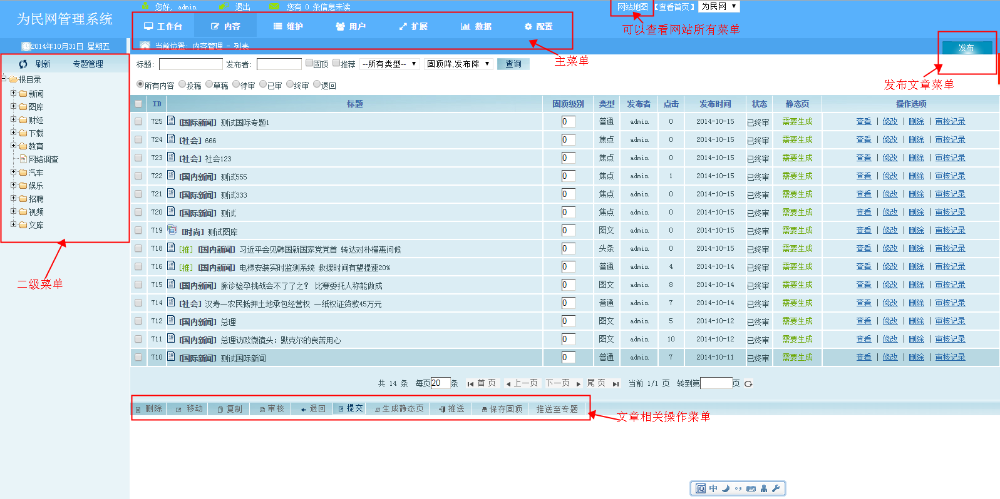 您好, admin 退出 您有 0 条信息未读 网站地图 【查看首页】 为民网
为民网管理系统
工作台 内容 维护 用户 扩展 数据 配置
可以查看网站所有菜单
2014年10月31日 星期五
当前位置: 内容管理 - 列表
发布
主菜单
刷新 专题管理
标题: 发布者: 固顶 推荐 --所有类型-- 固顶降,发布降 查询
发布文章菜单
所有内容 投稿 草稿 待审 已审 终审 退回
根目录
新闻
图库
财经
下载
教育
网络调查
汽车
娱乐
招聘
视频
文库
二级菜单
ID 标题 固顶级别 类型 发布者 点击 发布时间 状态 静态页 操作选项
725 [国际新闻] 测试国际专题1 0 普通 admin 0 2014-10-15 已终审 需要生成 查看 | 修改 | 删除 | 审核记录
724 [社会] 666 0 焦点 admin 0 2014-10-15 已终审 需要生成 查看 | 修改 | 删除 | 审核记录
723 [社会] 社会123 0 焦点 admin 0 2014-10-15 已终审 需要生成 查看 | 修改 | 删除 | 审核记录
722 [国内新闻] 测试555 0 焦点 admin 1 2014-10-15 已终审 需要生成 查看 | 修改 | 删除 | 审核记录
721 [国际新闻] 测试333 0 焦点 admin 0 2014-10-15 已终审 需要生成 查看 | 修改 | 删除 | 审核记录
720 [国际新闻] 测试 0 焦点 admin 0 2014-10-15 已终审 需要生成 查看 | 修改 | 删除 | 审核记录
719 [时尚] 测试图库 0 图文 admin 0 2014-10-15 已终审 需要生成 查看 | 修改 | 删除 | 审核记录
718 [推] [国内新闻] 习近平会见韩国新国家党党首 转达对朴槿惠问候 0 头条 admin 0 2014-10-15 已终审 需要生成 查看 | 修改 | 删除 | 审核记录
716 [推] [国内新闻] 电梯安装实时监测系统 救援时间有望提速20% 0 普通 admin 4 2014-10-14 已终审 需要生成 查看 | 修改 | 删除 | 审核记录
715 [国内新闻] 脉诊验孕挑战会不了了之？ 比赛委托人称能做成 0 图文 admin 8 2014-10-14 已终审 需要生成 查看 | 修改 | 删除 | 审核记录
714 [社会] 汉寿一农民抵押土地承包经营权 一纸权证贷款45万元 0 普通 admin 7 2014-10-14 已终审 需要生成 查看 | 修改 | 删除 | 审核记录
712 [国内新闻] 总理 0 图文 admin 5 2014-10-12 已终审 需要生成 查看 | 修改 | 删除 | 审核记录
711 [国内新闻] 总理访欧微镜头: 默克尔的良苦用心 0 图文 admin 10 2014-10-12 已终审 需要生成 查看 | 修改 | 删除 | 审核记录
710 [国际新闻] 测试国际新闻 0 普通 admin 7 2014-10-11 已终审 需要生成 查看 | 修改 | 删除 | 审核记录
共 14 条 每页20条 首 页 上一页 下一页 尾 页 当前 1/1 页 转到第 页
删除 移动 复制 审核 退回 提交 生成静态页 推送 保存固顶 推送至专题
文章相关操作菜单
中